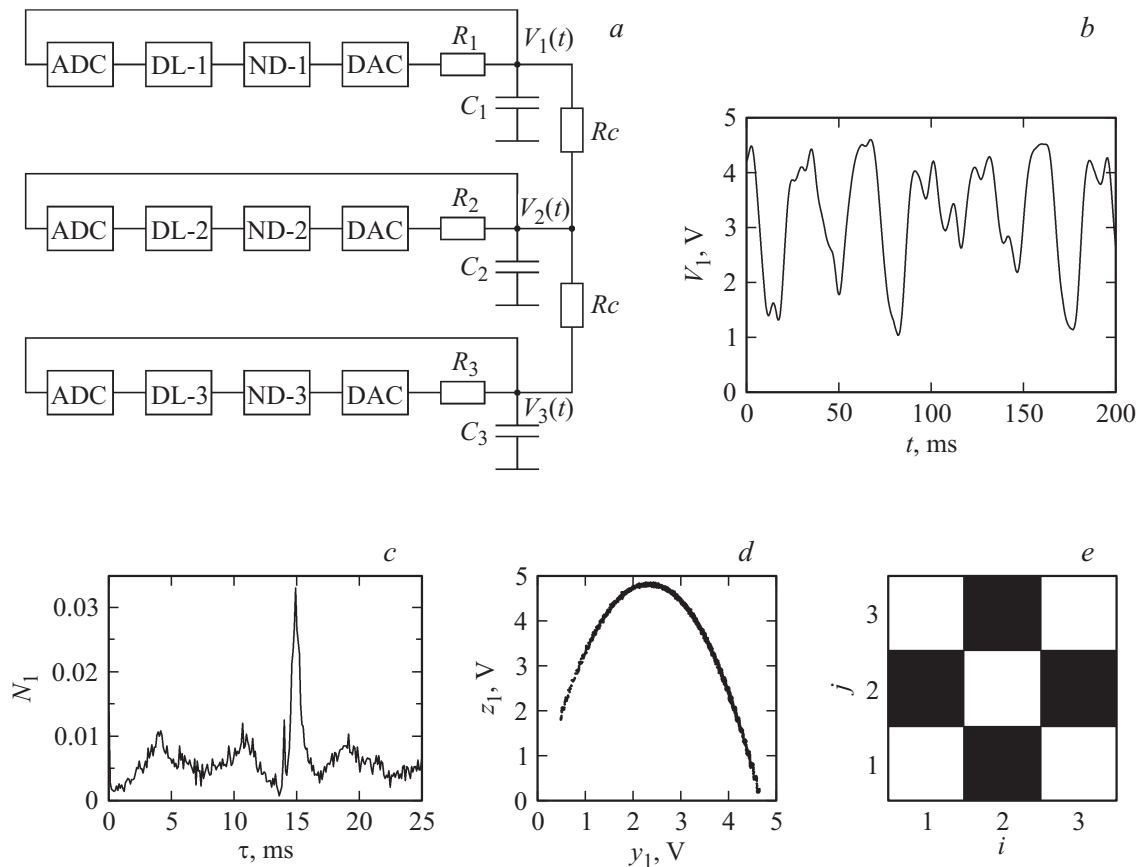 a
V1(t)
R1
ADC DL-1 ND-1 DAC
C1
Rc
R2
V2(t)
ADC DL-2 ND-2 DAC
C2
Rc
R3
ADC DL-3 ND-3 DAC
V3(t)
C3
b
5
4
3
2
1
0
V1, V
0 50 100 150 200
t, ms
c
0.03
0.02
0.01
0
N1
0 5 10 15 20 25
τ, ms
d
5
4
3
2
1
0
z1, V
0 1 2 3 4 5
y1, V
e
3
2
1
j
1 2 3
i